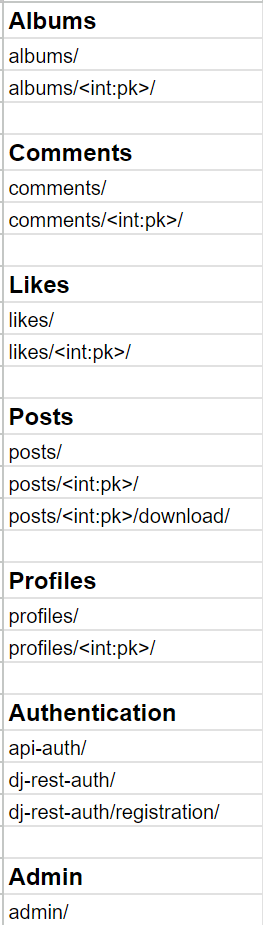 Albums
albums/
albums/<int:pk>/
Comments
comments/
comments/<int:pk>/
Likes
likes/
likes/<int:pk>/
Posts
posts/
posts/<int:pk>/
posts/<int:pk>/download/
Profiles
profiles/
profiles/<int:pk>/
Authentication
api-auth/
dj-rest-auth/
dj-rest-auth/registration/
Admin
admin/